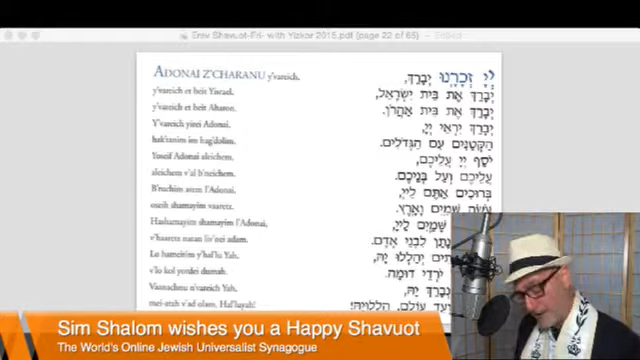 Erev Shavuot-Fri- with Yizkor 2015.pdf (page 22 of 65)
ADONAI Z'CHARANU y'vareich,
y'vareich et beit Yisrael,
y'vareich et beit Aharon.
Y'vareich yirei Adonai,
hak'tanim im hag'dolim.
Yoseif Adonai aleichem,
aleichem v'al b'neichem.
B'ruchim atem l'Adonai,
oseih shamayim vaaretz.
Hashamayim shamayim l'Adonai,
v'haaretz natan liv'nei adam.
Lo hameitim y'hal'lu Yah,
v'lo kol yordei dumah.
Vaanachnu n'vareich Yah,
mei-atah v'ad olam. Hal'luyah!
יְיָ זְכָרָנוּ יְבָרֵךְ,
יְבָרֵךְ אֶת בֵּית יִשְׂרָאֵל,
יְבָרֵךְ אֶת בֵּית אַהֲרֹן.
יְבָרֵךְ יִרְאֵי יְיָ,
הַקְּטַנִּים עִם הַגְּדֹלִים.
יֹסֵף יְיָ עֲלֵיכֶם,
עֲלֵיכֶם וְעַל בְּנֵיכֶם.
בְּרוּכִים אַתֶּם לַייָ,
עֹשֵׂה שָׁמַיִם וָאָרֶץ.
שָׁמַיִם לַייָ,
נָתַן לִבְנֵי אָדָם.
יְהַלְלוּ יָהּ,
יֹרְדֵי דוּמָה.
נְבָרֵךְ יָהּ,
וְעַד עוֹלָם, הַלְלוּיָהּ!
Sim Shalom wishes you a Happy Shavuot
The World's Online Jewish Universalist Synagogue